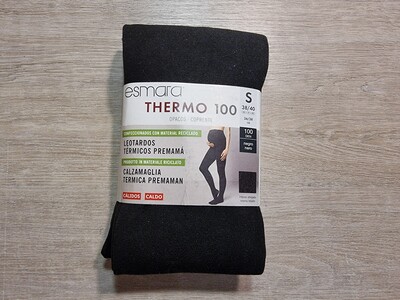 esmara
THERMO 100
OPACOS - COPRENTI
CONFECCIONADOS CON MATERIAL RECICLADO
LEOTARDOS
TÉRMICOS PREMAMÁ
PRODOTTO IN MATERIALE RICICLATO
CALZAMAGLIA
TERMICA PREMAMAN
CÁLIDOS CALDO
S
38/40
100
negro
nero